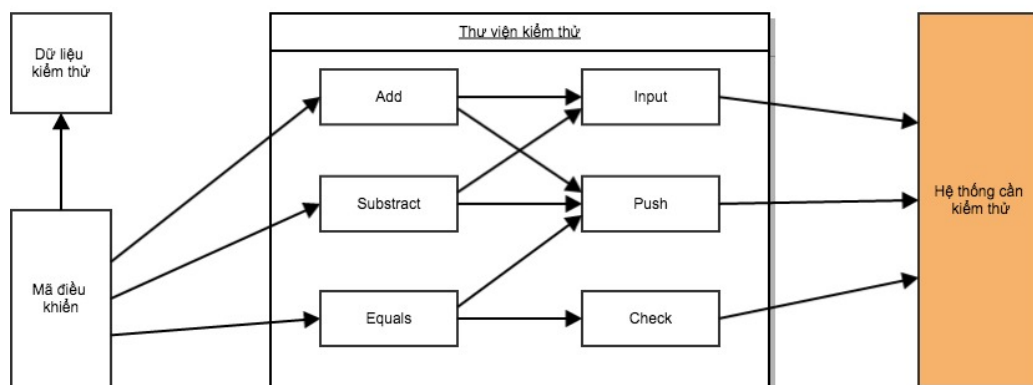 Thư viện kiểm thử
Dữ liệu
kiểm thử
Add
Input
Substract
Push
Hệ thống cần
kiểm thử
Mã điều
khiển
Equals
Check